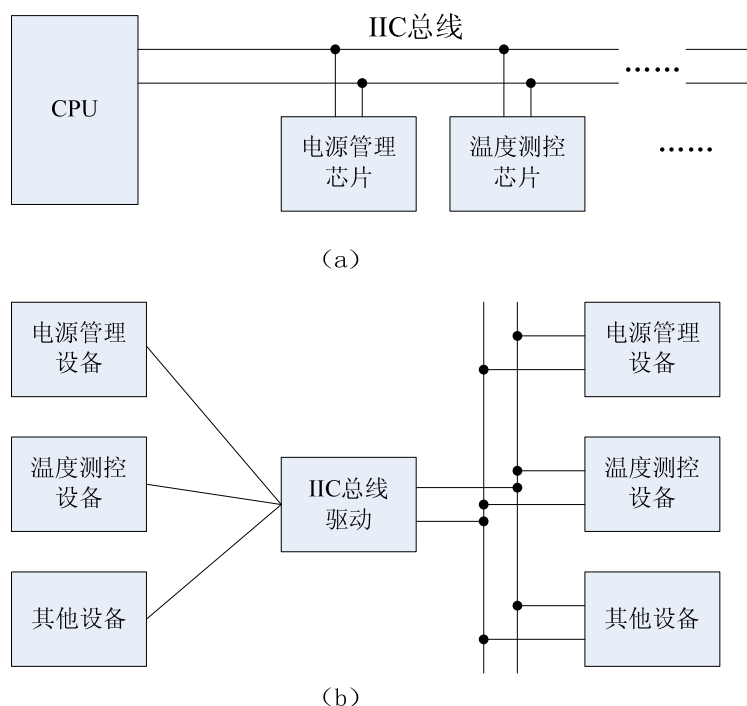 IIC总线
CPU
电源管理
芯片
温度测控
芯片
……
……
（a）
电源管理
设备
温度测控
设备
其他设备
IIC总线
驱动
电源管理
设备
温度测控
设备
其他设备
（b）